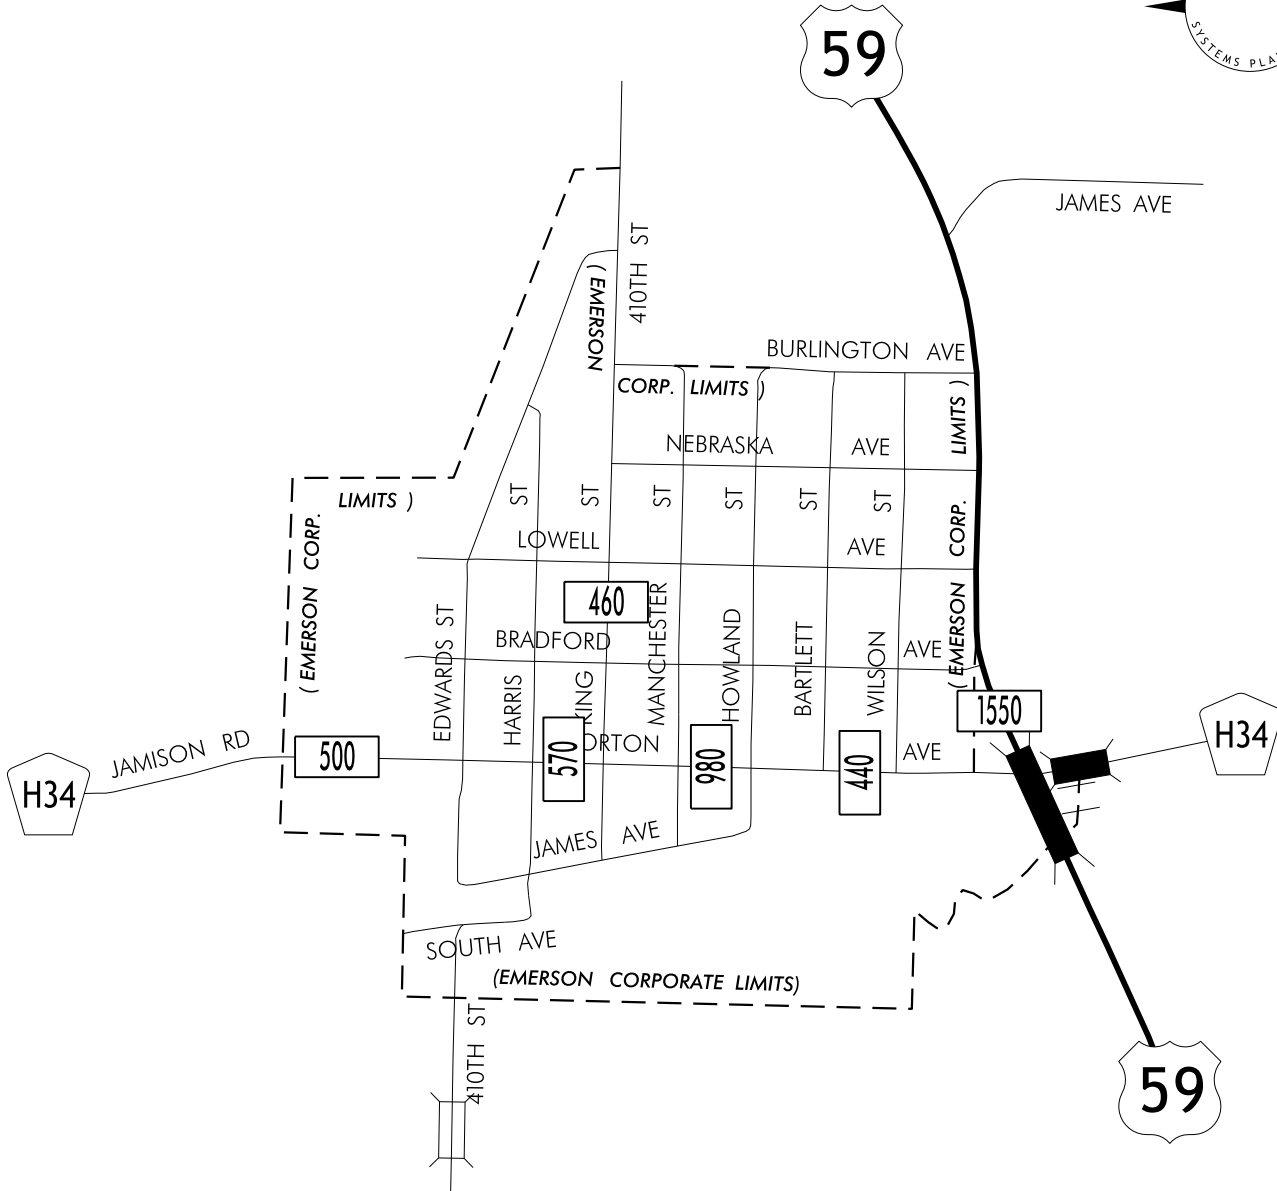 59
SYSTEMS
JAMES AVE
410TH ST
( EMERSON
BURLINGTON AVE
CORP. LIMITS )
LIMITS )
NEBRASKA AVE
ST
ST
ST
ST
ST
ST
LIMITS )
( EMERSON CORP.
CORP.
( EMERSON
LOWELL AVE
460
BRADFORD AVE
EDWARDS ST
HARRIS
KING
MANCHESTER
HOWLAND
BARTLETT
WILSON
1550
JAMISON RD
500
570
ORTON AVE
980
440
H34
H34
JAMES AVE
SOUTH AVE
(EMERSON CORPORATE LIMITS)
410TH ST
59